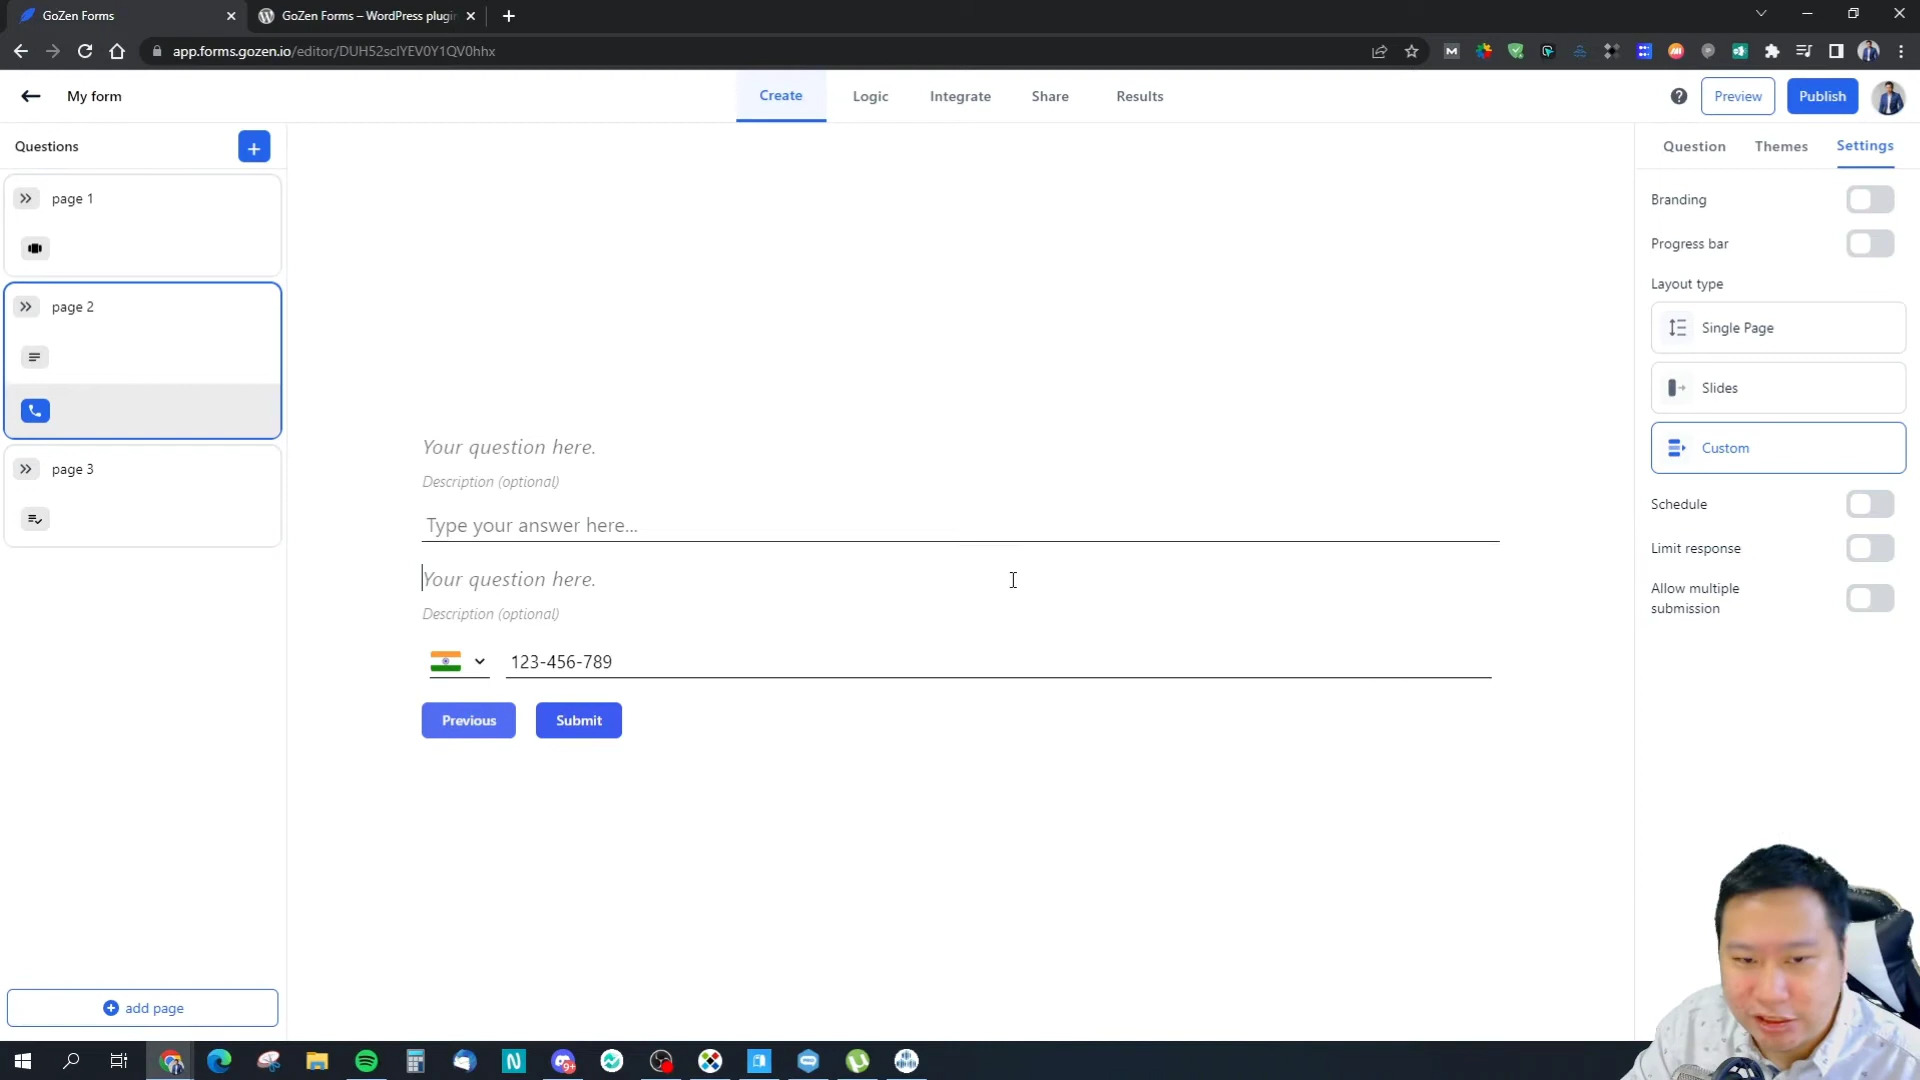 GoZen Forms
GoZen Forms – WordPress plugin
app.forms.gozen.io/editor/DUH52sclYEV0Y1QV0hhx
My form
Create
Logic
Integrate
Share
Results
Preview
Publish
Questions
page 1
page 2
page 3
add page
Your question here.
Description (optional)
Type your answer here...
Your question here.
Description (optional)
123-456-789
Previous
Submit
Question
Themes
Settings
Branding
Progress bar
Layout type
Single Page
Slides
Custom
Schedule
Limit response
Allow multiple
submission